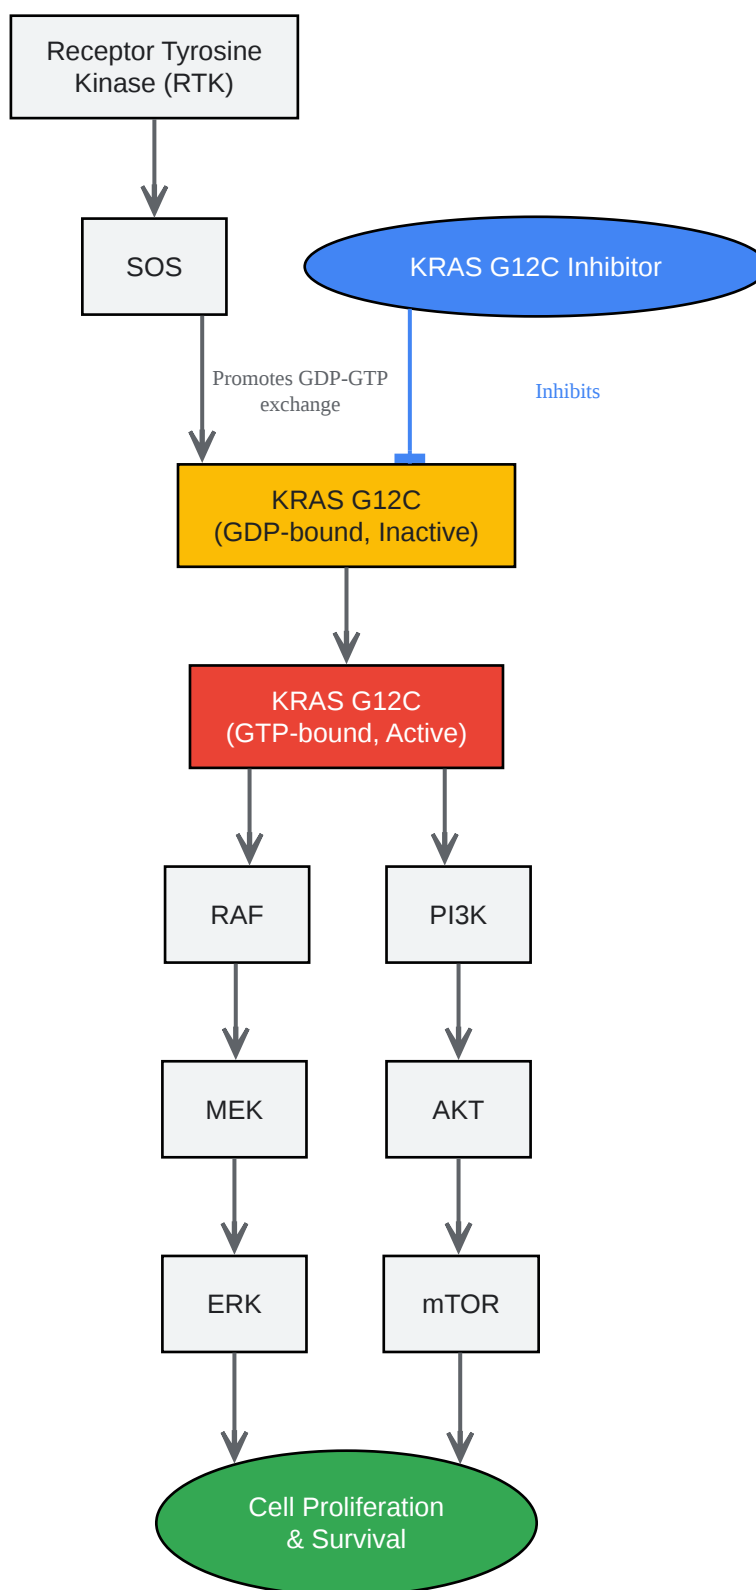 Receptor Tyrosine
Kinase (RTK)
SOS
KRAS G12C Inhibitor
Promotes GDP-GTP
exchange
Inhibits
KRAS G12C
(GDP-bound, Inactive)
KRAS G12C
(GTP-bound, Active)
RAF
PI3K
MEK
AKT
ERK
mTOR
Cell Proliferation
& Survival